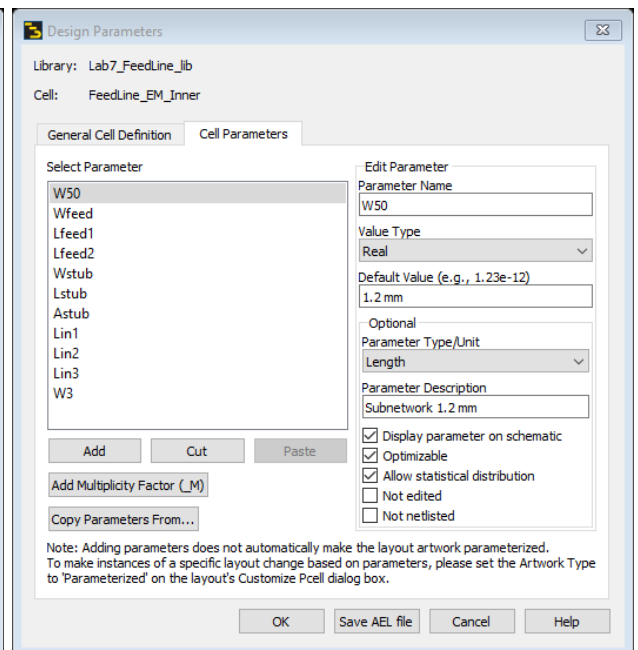 Design Parameters
Library: Lab7_FeedLine_lib
Cell: FeedLine_EM_Inner
General Cell Definition
Cell Parameters
Select Parameter
W50
Wfeed
Lfeed1
Lfeed2
Wstub
Lstub
Astub
Lin1
Lin2
Lin3
W3
Add
Cut
Paste
Add Multiplicity Factor (_M)
Copy Parameters From...
Edit Parameter
Parameter Name
W50
Value Type
Real
Default Value (e.g., 1.23e-12)
1.2 mm
Optional
Parameter Type/Unit
Length
Parameter Description
Subnetwork 1.2 mm
Display parameter on schematic
Optimizable
Allow statistical distribution
Not edited
Not netlisted
Note: Adding parameters does not automatically make the layout artwork parameterized.
To make instances of a specific layout change based on parameters, please set the Artwork Type
to 'Parameterized' on the layout's Customize Pcell dialog box.
OK
Save AEL file
Cancel
Help